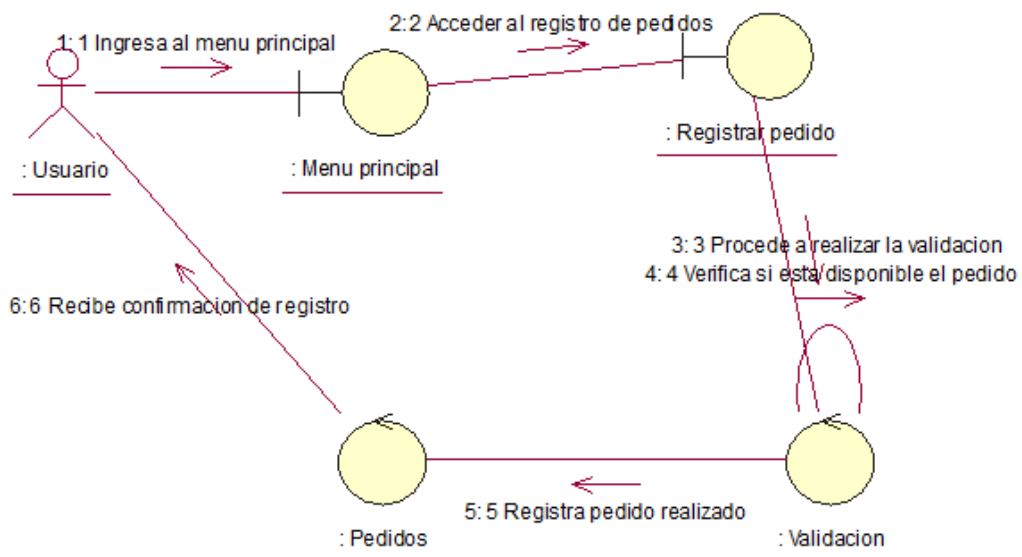 1: 1 Ingresa al menu principal
2: 2 Acceder al registro de pedidos
: Usuario
: Menu principal
: Registrar pedido
3: 3 Procede a realizar la validacion
4: 4 Verifica si esta disponible el pedido
6: 6 Recibe confirmacion de registro
5: 5 Registra pedido realizado
: Pedidos
: Validacion